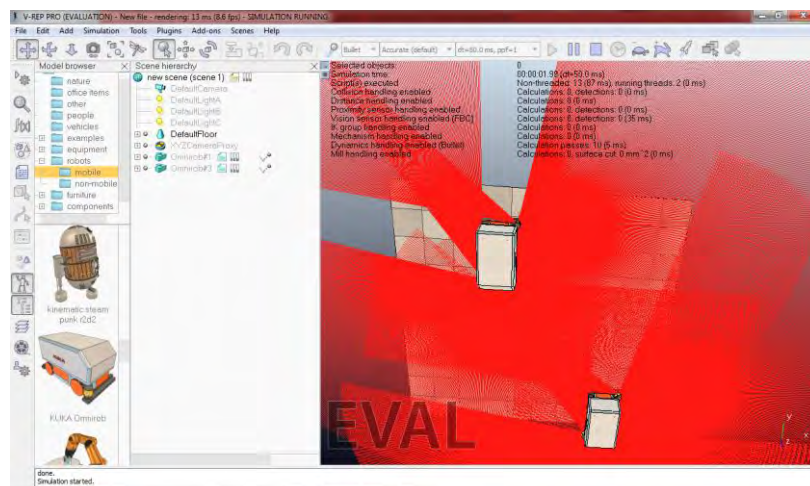 V-REP PRO (EVALUATION) - New file - rendering: 13 ms (8.6 fps) - SIMULATION RUNNING
File Edit Add Simulation Tools Plugins Add-ons Scenes Help
Bullet Accurate (default) dt=50.0 ms, ppf=1
Model browser
nature
office items
other
people
vehicles
examples
equipment
robots
mobile
non-mobile
furniture
components
kinematic steam
punk r2d2
KUKA Omnirob
Scene hierarchy
new scene (scene 1)
DefaultCamera
DefaultLightA
DefaultLightB
DefaultLightC
DefaultFloor
XYZCameraProxy
Selected objects: 0
Simulation time: 00:00:01.90 (dt=50.0 ms)
Simulation script(s) executed Non-threaded: 13 (87 ms), running threads: 2 (0 ms)
Collision handling enabled Calculations: 0, detections: 0 (0 ms)
Distance handling enabled Calculations: 0 (0 ms)
Proximity sensor handling enabled Calculations: 0, detections: 0 (0 ms)
Vision sensor handling enabled (FBC) Calculations: 8, detections: 0 (35 ms)
IK group handling enabled Calculations: 0 (0 ms)
Mechanism handling enabled Calculations: 0 (0 ms)
Dynamics handling enabled (Bullet) Calculation passes: 10 (5 ms)
Mill handling enabled Calculations: 0, surface cut: 0 mm^2 (0 ms)
EVAL
x
z
done.
Simulation started.